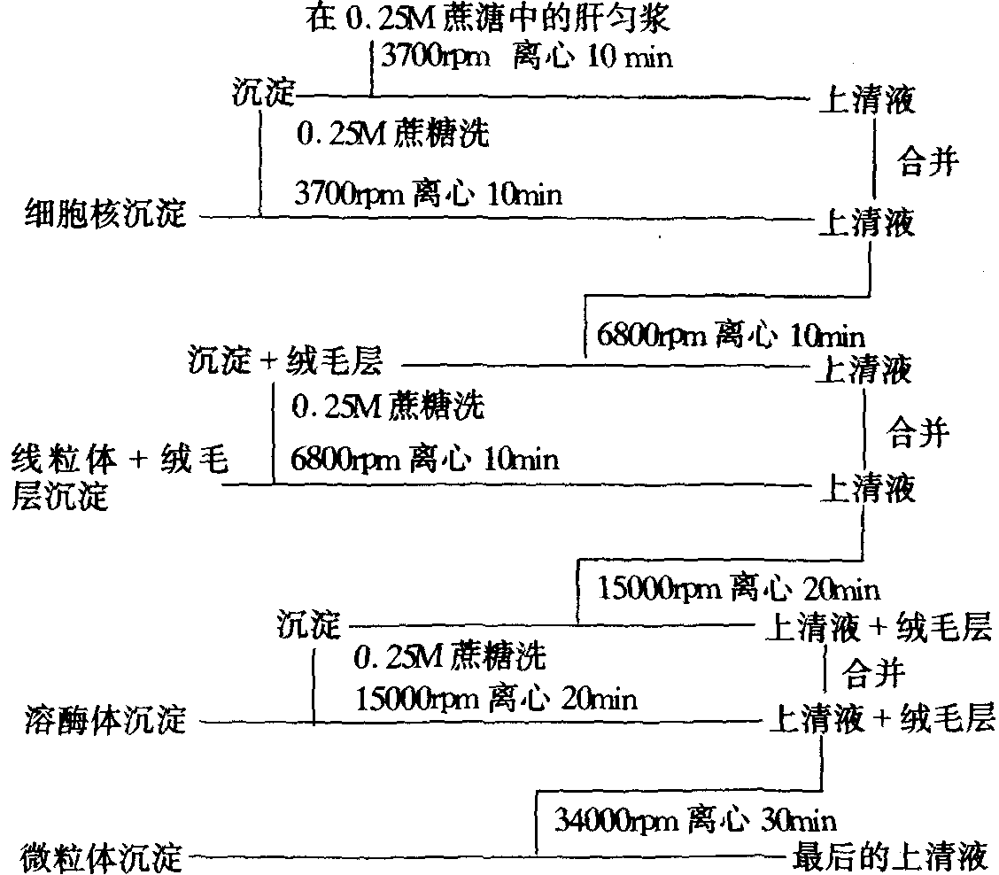 在 0.25M 蔗溏中的肝匀浆
3700rpm 离心 10 min
沉淀
上清液
0.25M 蔗糖洗
合并
3700rpm 离心 10min
细胞核沉淀
上清液
6800rpm 离心 10min
沉淀 + 绒毛层
上清液
0.25M 蔗糖洗
合并
线粒体 + 绒毛
6800rpm 离心 10min
层沉淀
上清液
15000rpm 离心 20min
沉淀
上清液 + 绒毛层
0.25M 蔗糖洗
合并
15000rpm 离心 20min
溶酶体沉淀
上清液 + 绒毛层
34000rpm 离心 30min
微粒体沉淀
最后的上清液